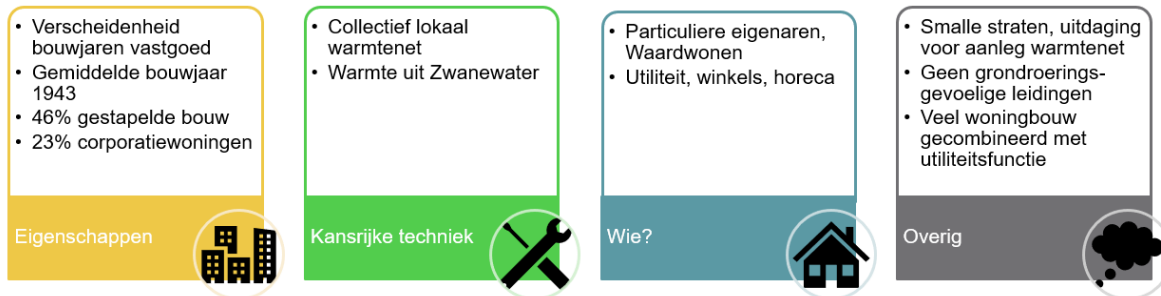 • Verscheidenheid
bouwjaren vastgoed
• Gemiddelde bouwjaar
1943
• 46% gestapelde bouw
• 23% corporatiewoningen
Eigenschappen
• Collectief lokaal
warmtenet
• Warmte uit Zwanewater
Kansrijke techniek
• Particuliere eigenaren,
Waardwonen
• Utiliteit, winkels, horeca
Wie?
• Smalle straten, uitdaging
voor aanleg warmtenet
• Geen grondroerings-
gevoelige leidingen
• Veel woningbouw
gecombineerd met
utiliteitsfunctie
Overig